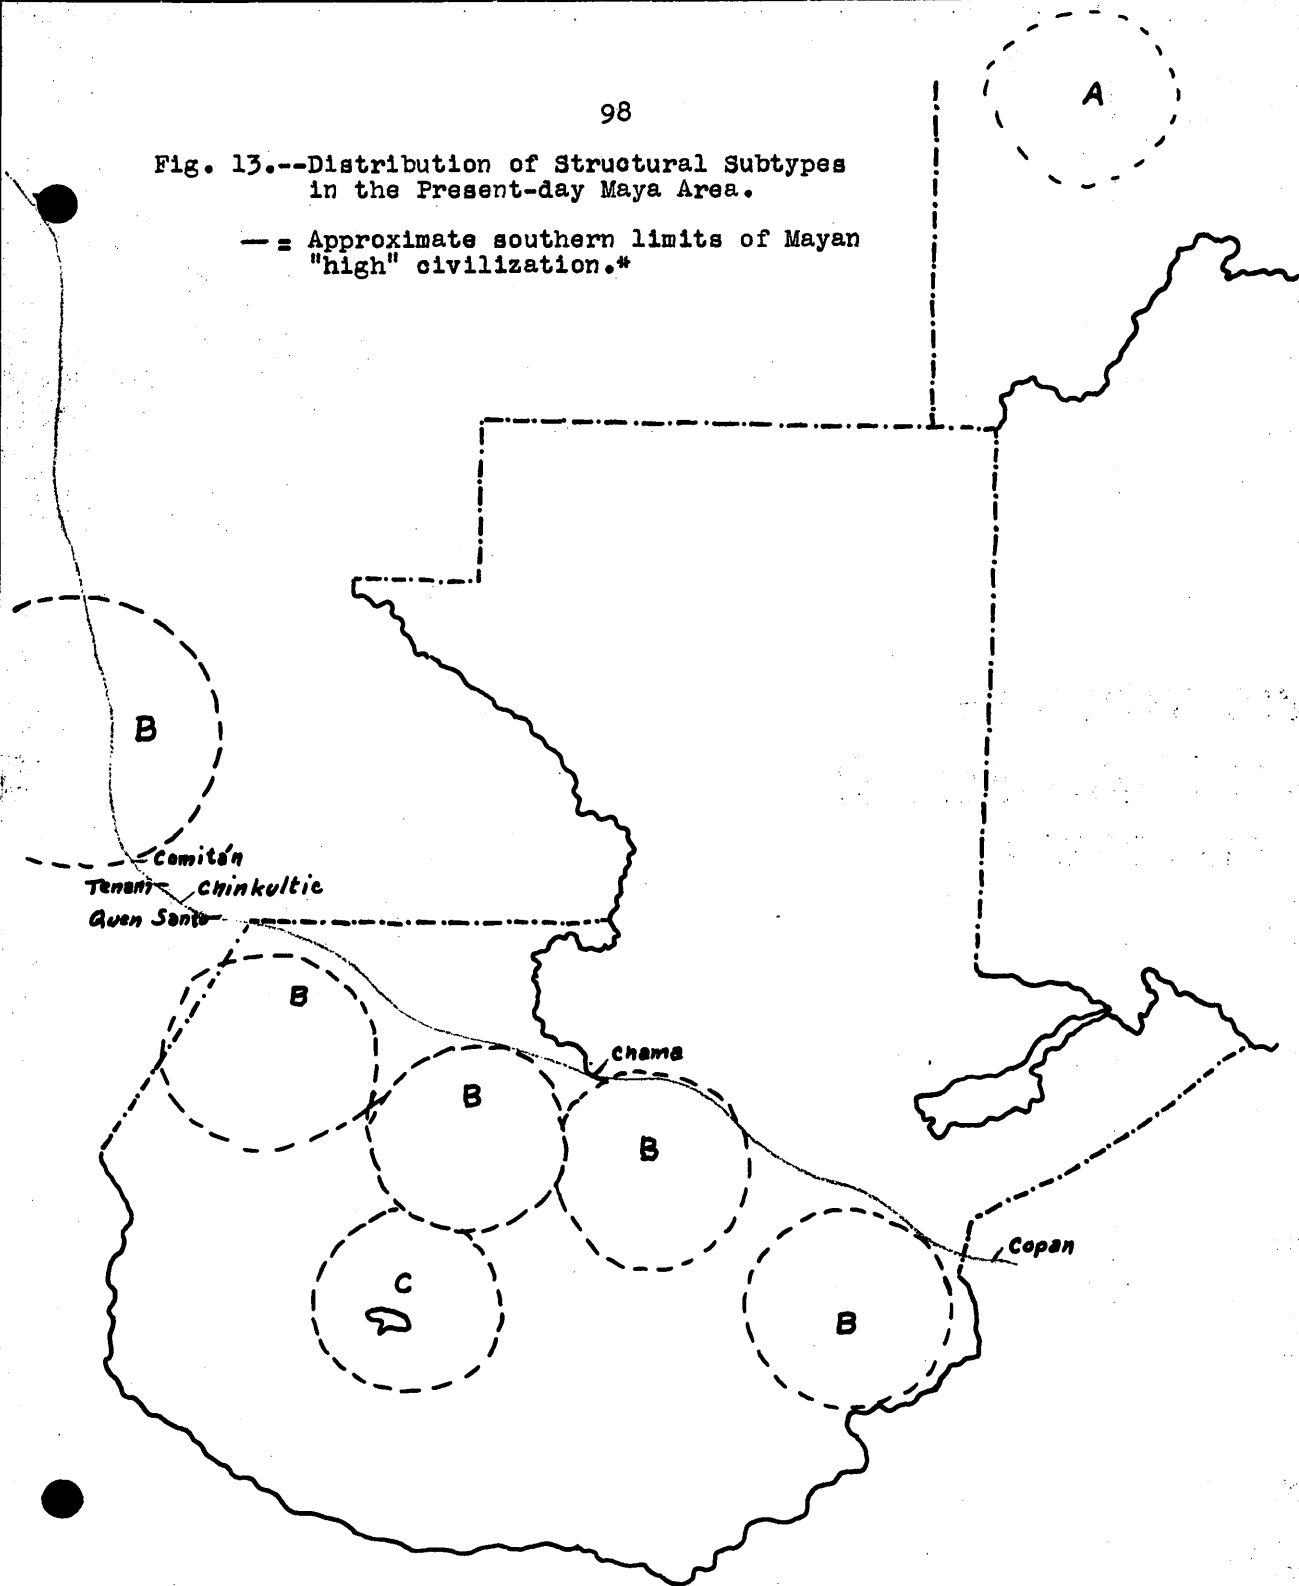 98
Fig. 13.--Distribution of Structural Subtypes
in the Present-day Maya Area.
— = Approximate southern limits of Mayan
"high" civilization.*
A
B
Comitán
Tenam
Chinkultic
Quen Santo
B
B
Chama
B
Copan
C
B